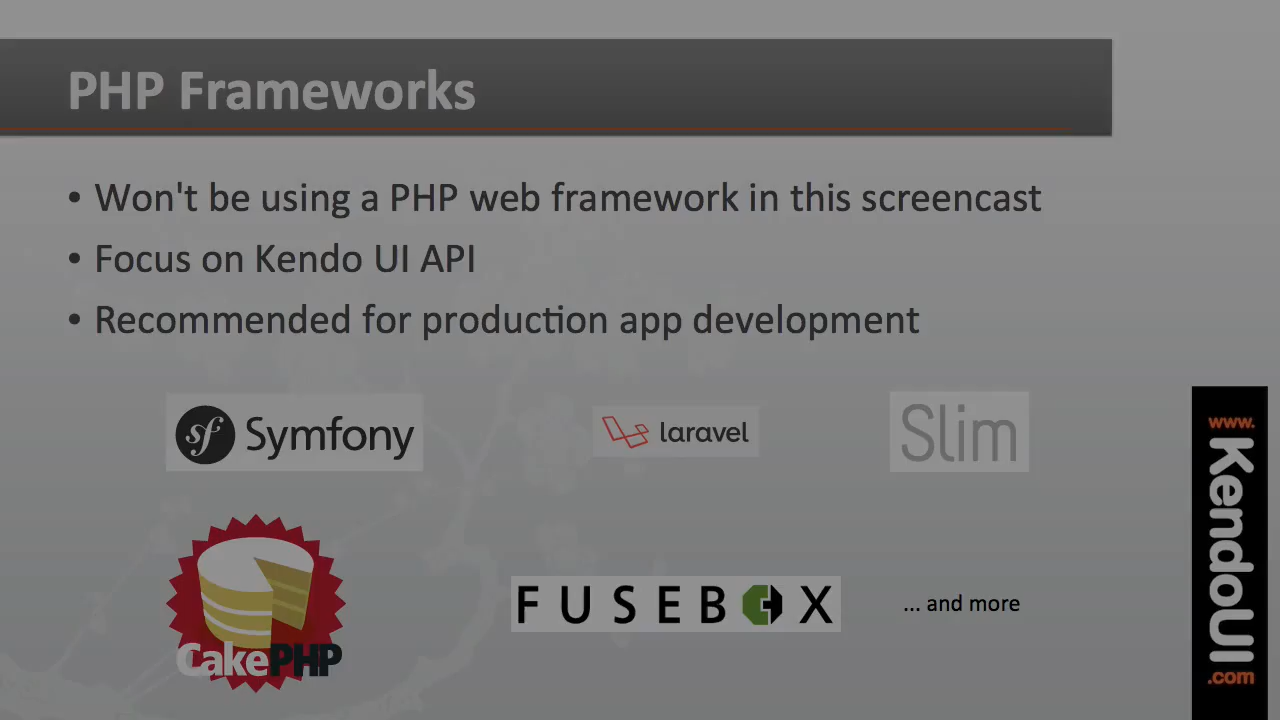 PHP Frameworks
• Won't be using a PHP web framework in this screencast
• Focus on Kendo UI API
• Recommended for production app development
sf Symfony
laravel
Slim
CakePHP
FUSEBOX
... and more
www.KendoUI.com